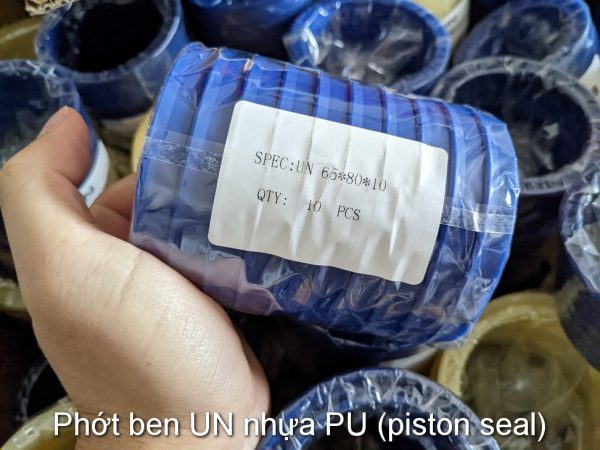 SPEC:UN 65*80*10
QTY: 10 PCS
Phớt ben UN nhựa PU (piston seal)